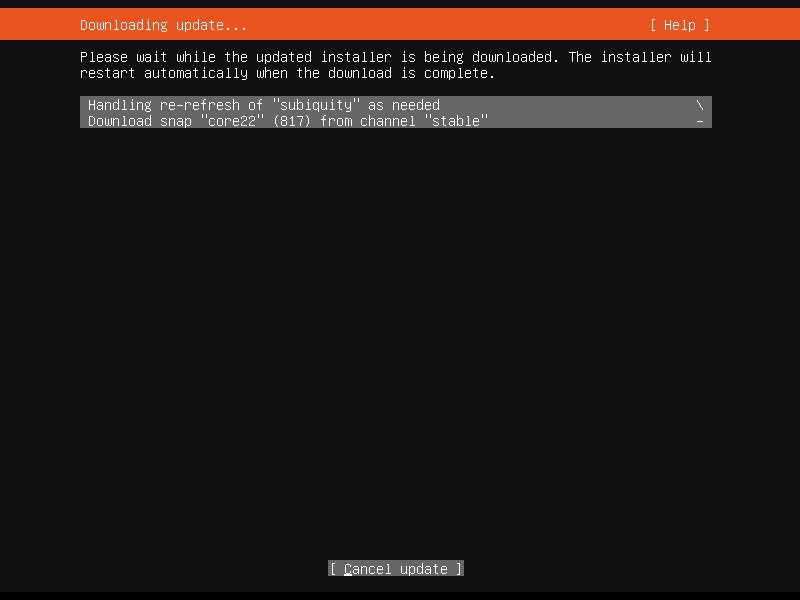 Downloading update... [ Help ]
Please wait while the updated installer is being downloaded. The installer will
restart automatically when the download is complete.
Handling re-refresh of "subiquity" as needed \
Download snap "core22" (817) from channel "stable" -
[ Cancel update ]